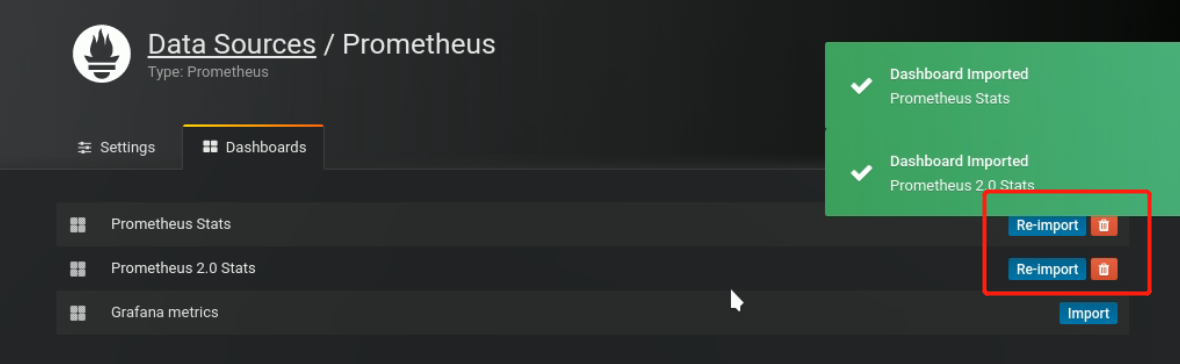 Data Sources / Prometheus
Type: Prometheus
Dashboard Imported
Prometheus Stats
Settings
Dashboards
Dashboard Imported
Prometheus 2.0 Stats
Prometheus Stats
Re-import
Prometheus 2.0 Stats
Re-import
Grafana metrics
Import